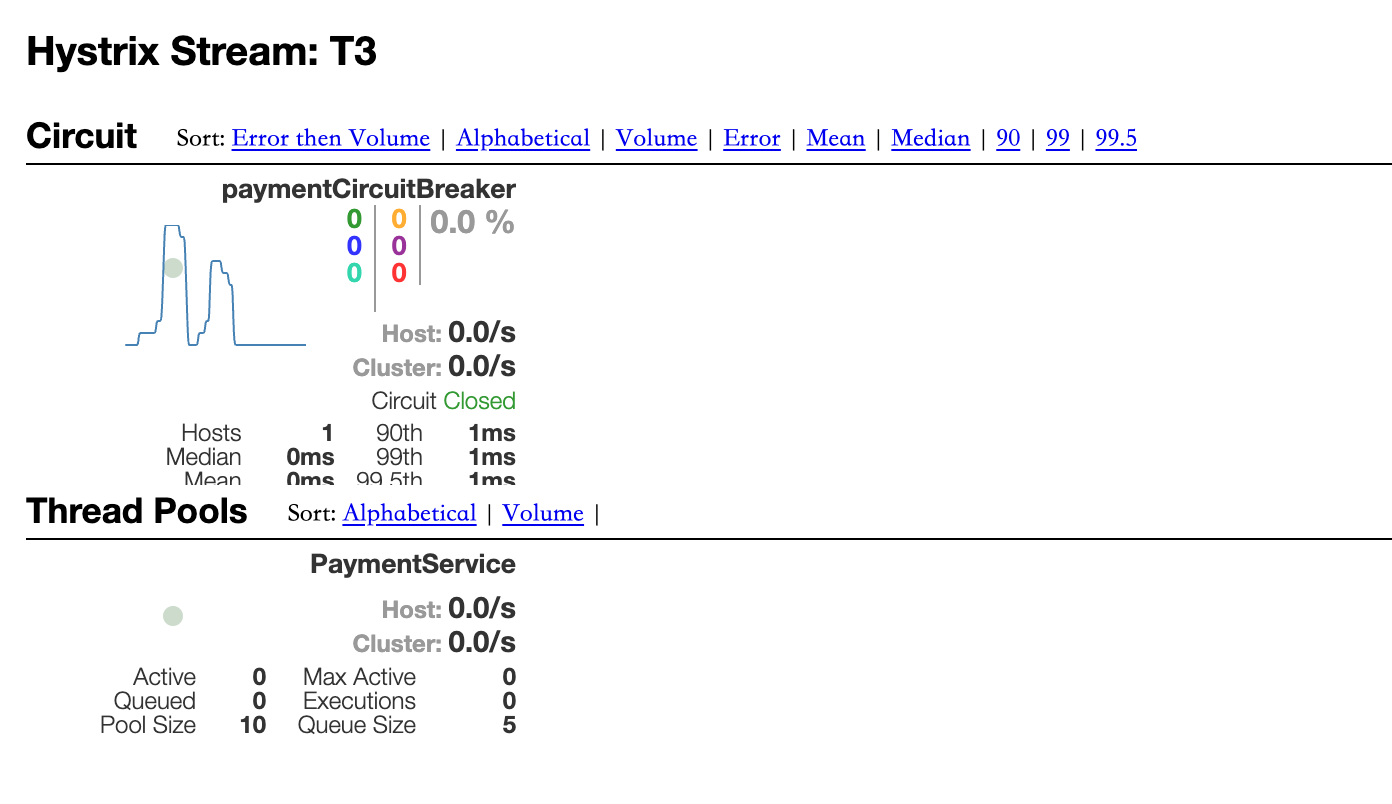 Hystrix Stream: T3
Circuit Sort: Error then Volume | Alphabetical | Volume | Error | Mean | Median | 90 | 99 | 99.5
paymentCircuitBreaker
0 0 0.0 %
0 0
0 0
Host: 0.0/s
Cluster: 0.0/s
Circuit Closed
Hosts 1 90th 1ms
Median 0ms 99th 1ms
Mean 0ms 99.5th 1ms
Thread Pools Sort: Alphabetical | Volume |
PaymentService
Host: 0.0/s
Cluster: 0.0/s
Active 0 Max Active 0
Queued 0 Executions 0
Pool Size 10 Queue Size 5